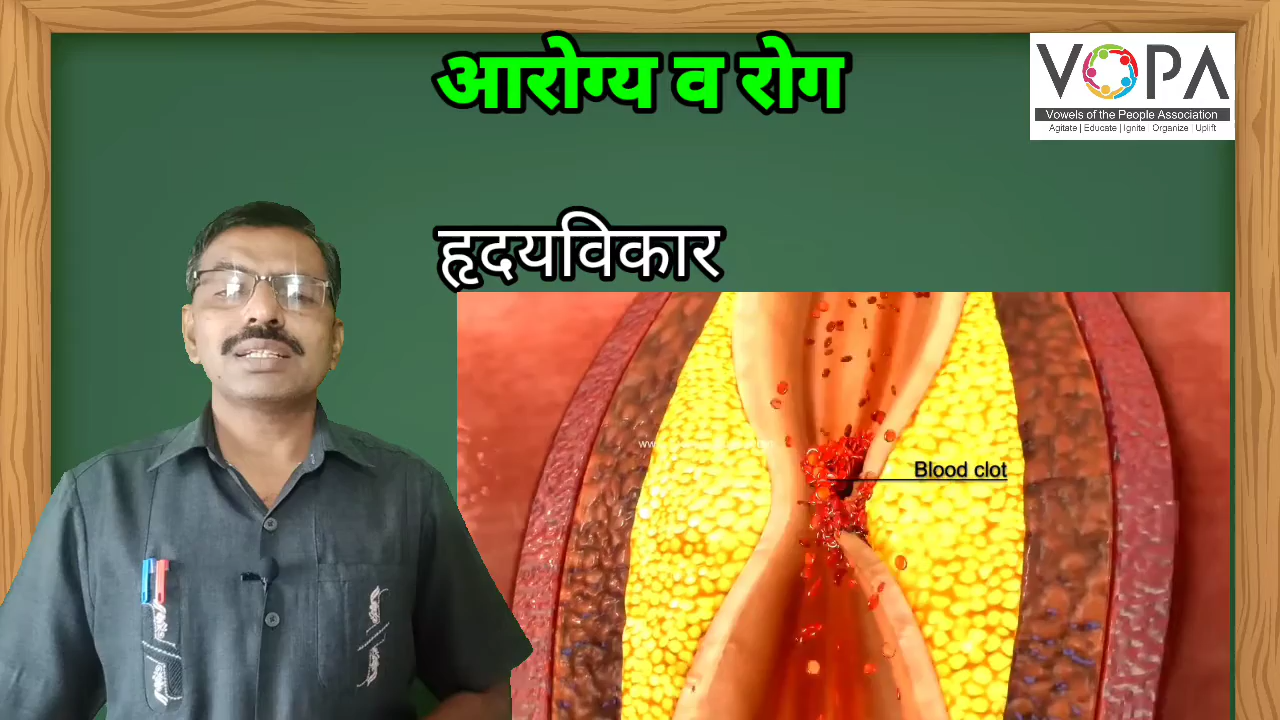 आरोग्य व रोग
VOPA
Vowels of the People Association
Agitate | Educate | Ignite | Organize | Uplift
हृदयविकार
Blood clot